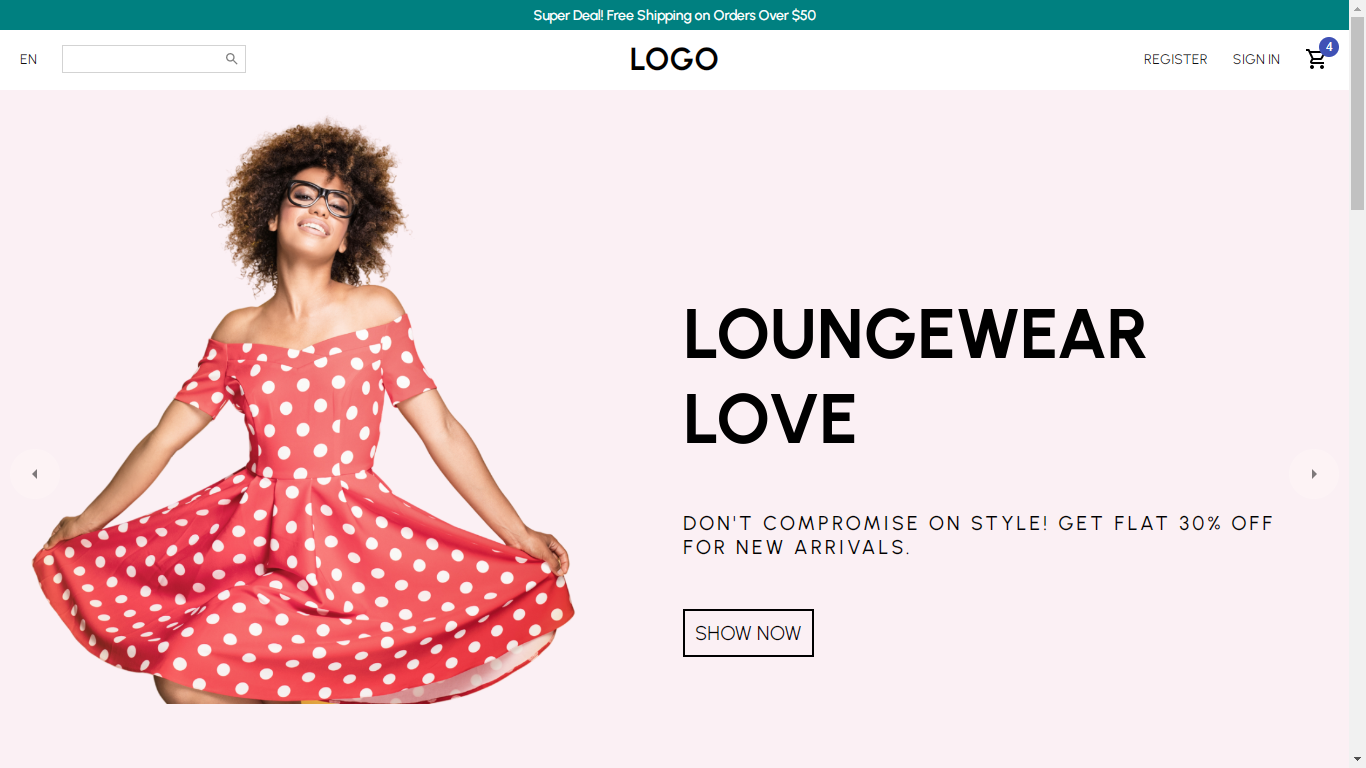 Super Deal! Free Shipping on Orders Over $50
EN
LOGO
REGISTER
SIGN IN
4
LOUNGEWEAR
LOVE
DON'T COMPROMISE ON STYLE! GET FLAT 30% OFF
FOR NEW ARRIVALS.
SHOW NOW